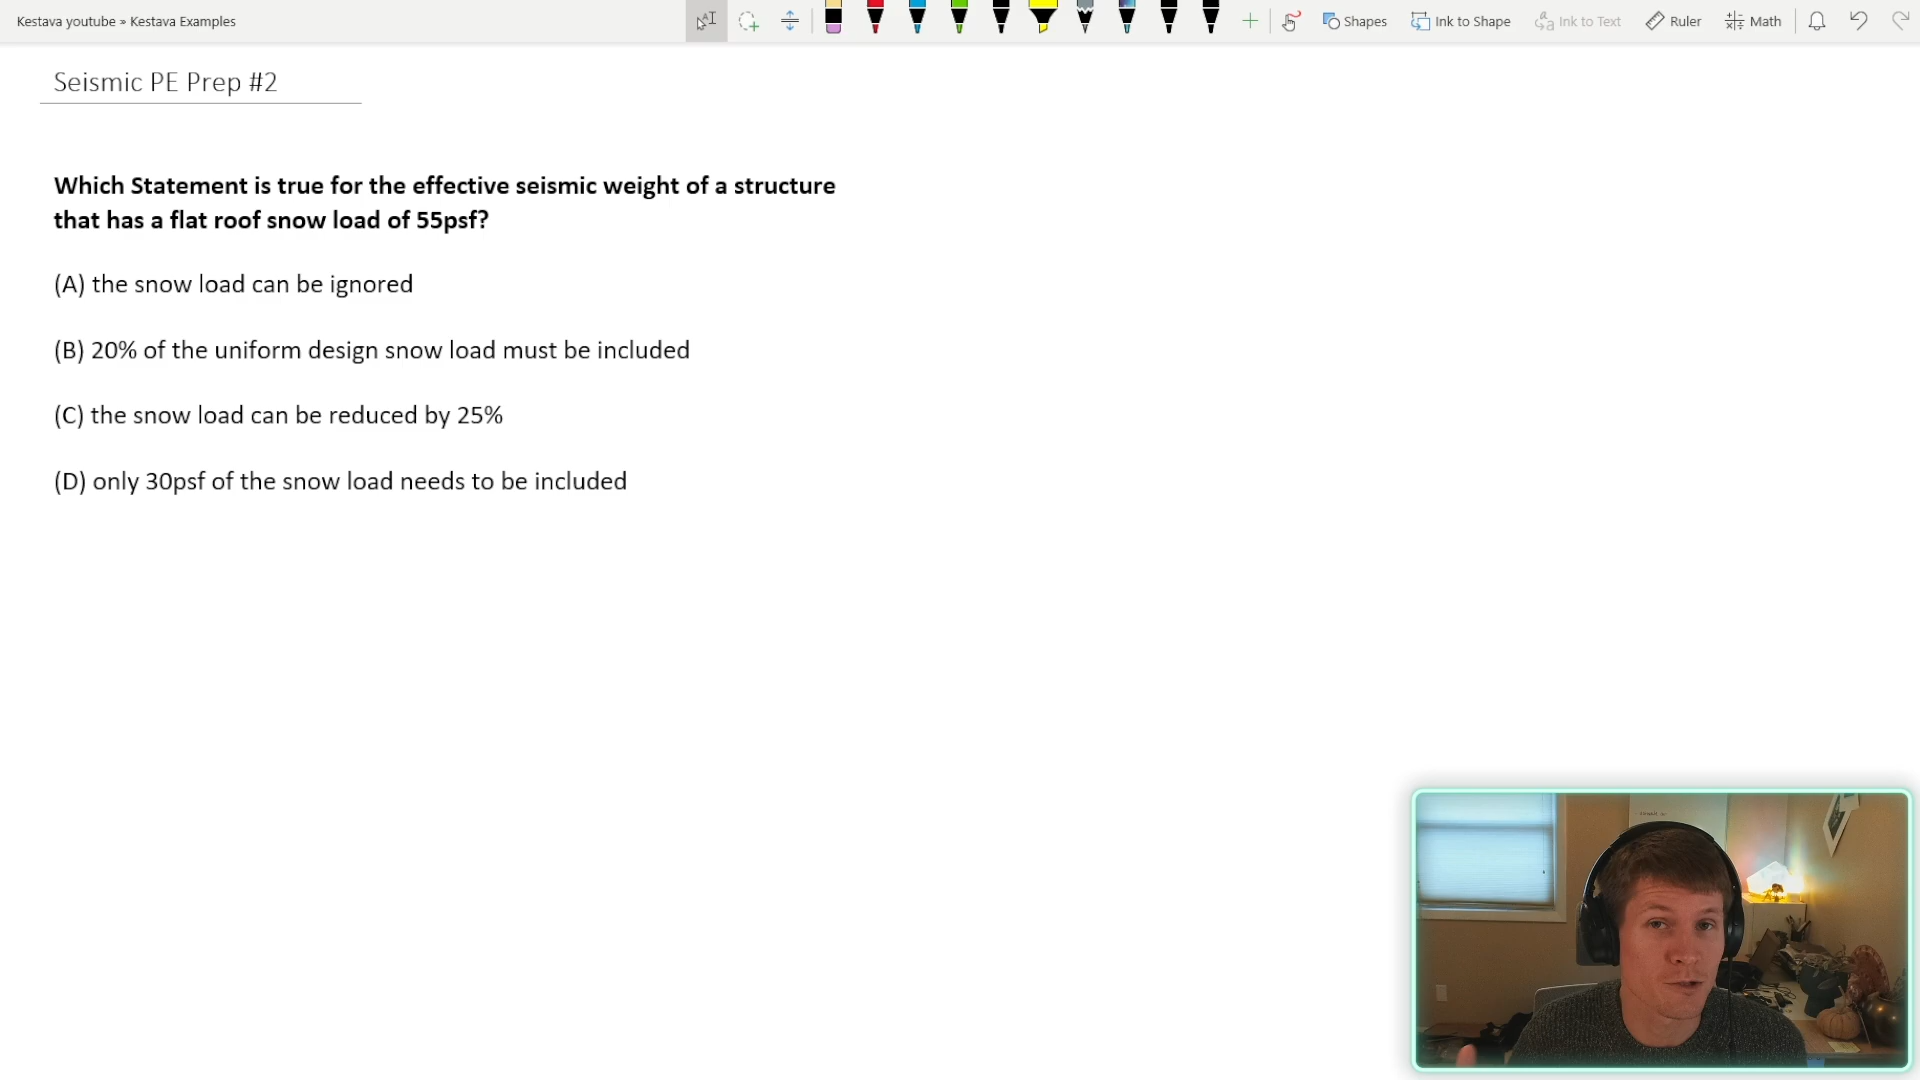 Kestava youtube » Kestava Examples
Shapes
Ink to Shape
Ink to Text
Ruler
Math
Seismic PE Prep #2
Which Statement is true for the effective seismic weight of a structure
that has a flat roof snow load of 55psf?
(A) the snow load can be ignored
(B) 20% of the uniform design snow load must be included
(C) the snow load can be reduced by 25%
(D) only 30psf of the snow load needs to be included